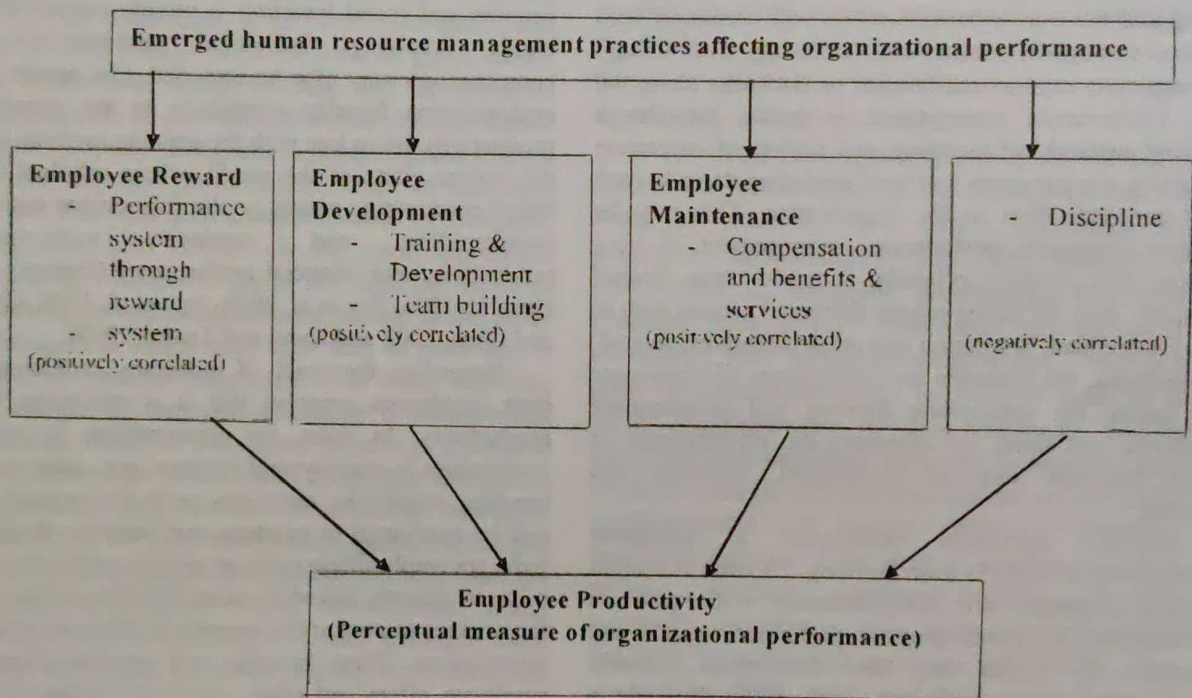 Emerged human resource management practices affecting organizational performance
Employee Reward
- Performance
system
through
reward
- system
(positively correlated)
Employee
Development
- Training &
Development
- Team building
(positively correlated)
Employee
Maintenance
- Compensation
and benefits &
services
(positively correlated)
- Discipline
(negatively correlated)
Employee Productivity
(Perceptual measure of organizational performance)